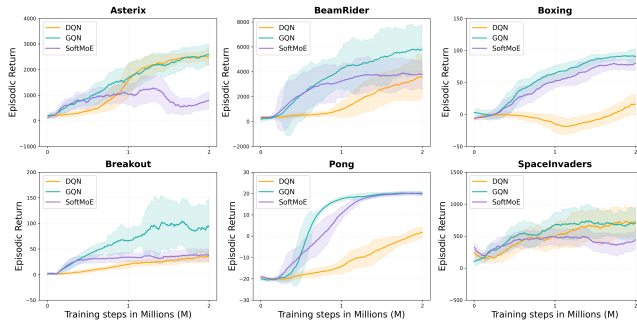 Asterix
BeamRider
Boxing
Episodic Return
4000
3000
2000
1000
0
−1000
DQN
GQN
SoftMoE
0
1
2
Episodic Return
8000
6000
4000
2000
0
−2000
DQN
GQN
SoftMoE
0
1
2
Episodic Return
150
100
50
0
−50
DQN
GQN
SoftMoE
0
1
2
Breakout
Pong
SpaceInvaders
Episodic Return
200
150
100
50
0
−50
DQN
GQN
SoftMoE
0
1
2
Training steps in Millions (M)
Episodic Return
30
20
10
0
−10
−20
−30
DQN
GQN
SoftMoE
0
1
2
Training steps in Millions (M)
Episodic Return
1500
1000
500
0
−500
DQN
GQN
SoftMoE
0
1
2
Training steps in Millions (M)